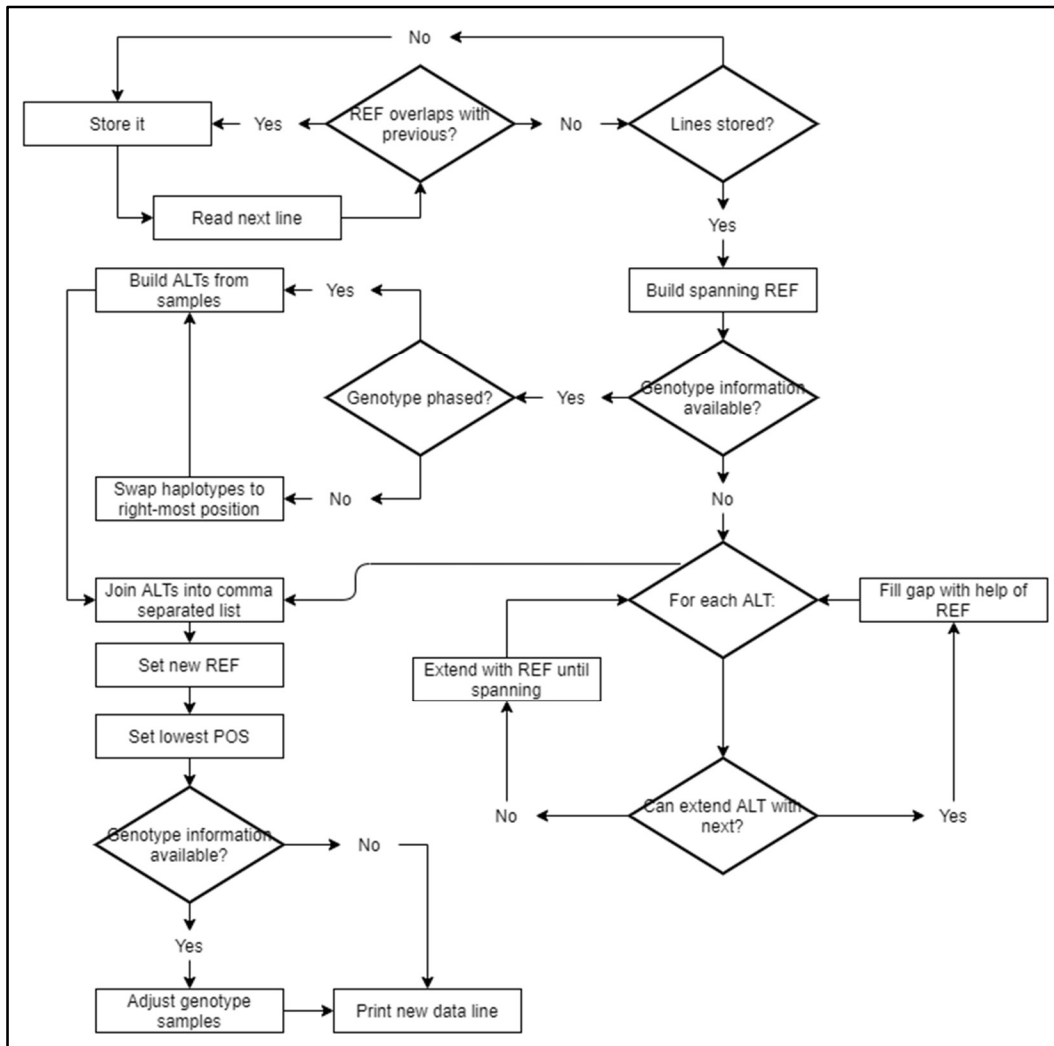 No
Store it
Yes
REF overlaps with
previous?
No
Lines stored?
Read next line
Yes
Build ALTs from
samples
Yes
Build spanning REF
Genotype phased?
Yes
Genotype information
available?
Swap haplotypes to
right-most position
No
No
Join ALTs into comma
separated list
For each ALT:
Fill gap with help of
REF
Set new REF
Extend with REF until
spanning
Set lowest POS
No
Can extend ALT with
next?
Yes
Genotype information
available?
No
Yes
Adjust genotype
samples
Print new data line